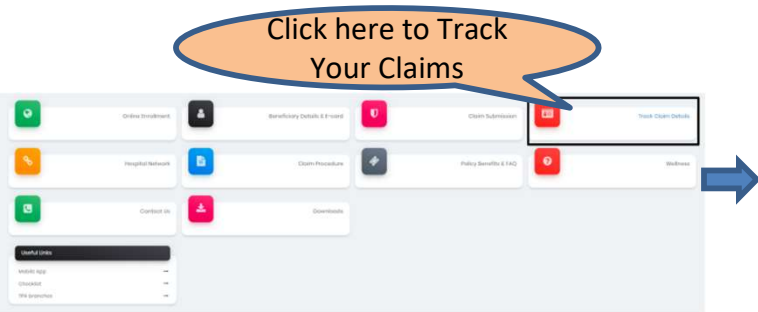 Click here to Track
Your Claims
Online Enrollment
Beneficiary Details & E-card
Claim Submission
Track Claim Details
Hospital Network
Claim Procedure
Policy Benefits & FAQ
Wellness
Contact Us
Downloads
Useful Links
Mobile App
Checklist
TPA Branches